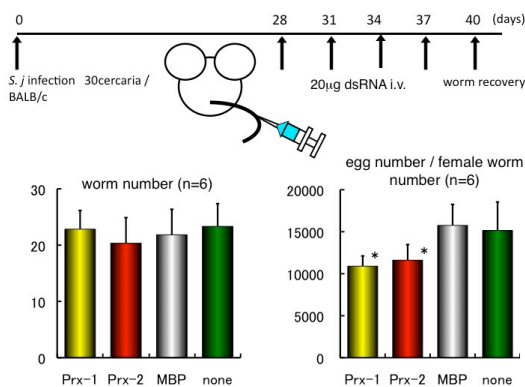 0 28 31 34 37 40 (days)
S. j infection 30cercaria /
BALB/c
20μg dsRNA i.v.
worm recovery
worm number (n=6)
30
20
10
0
Prx-1 Prx-2 MBP none
egg number / female worm
number (n=6)
20000
15000
10000
5000
0
* *
Prx-1 Prx-2 MBP none